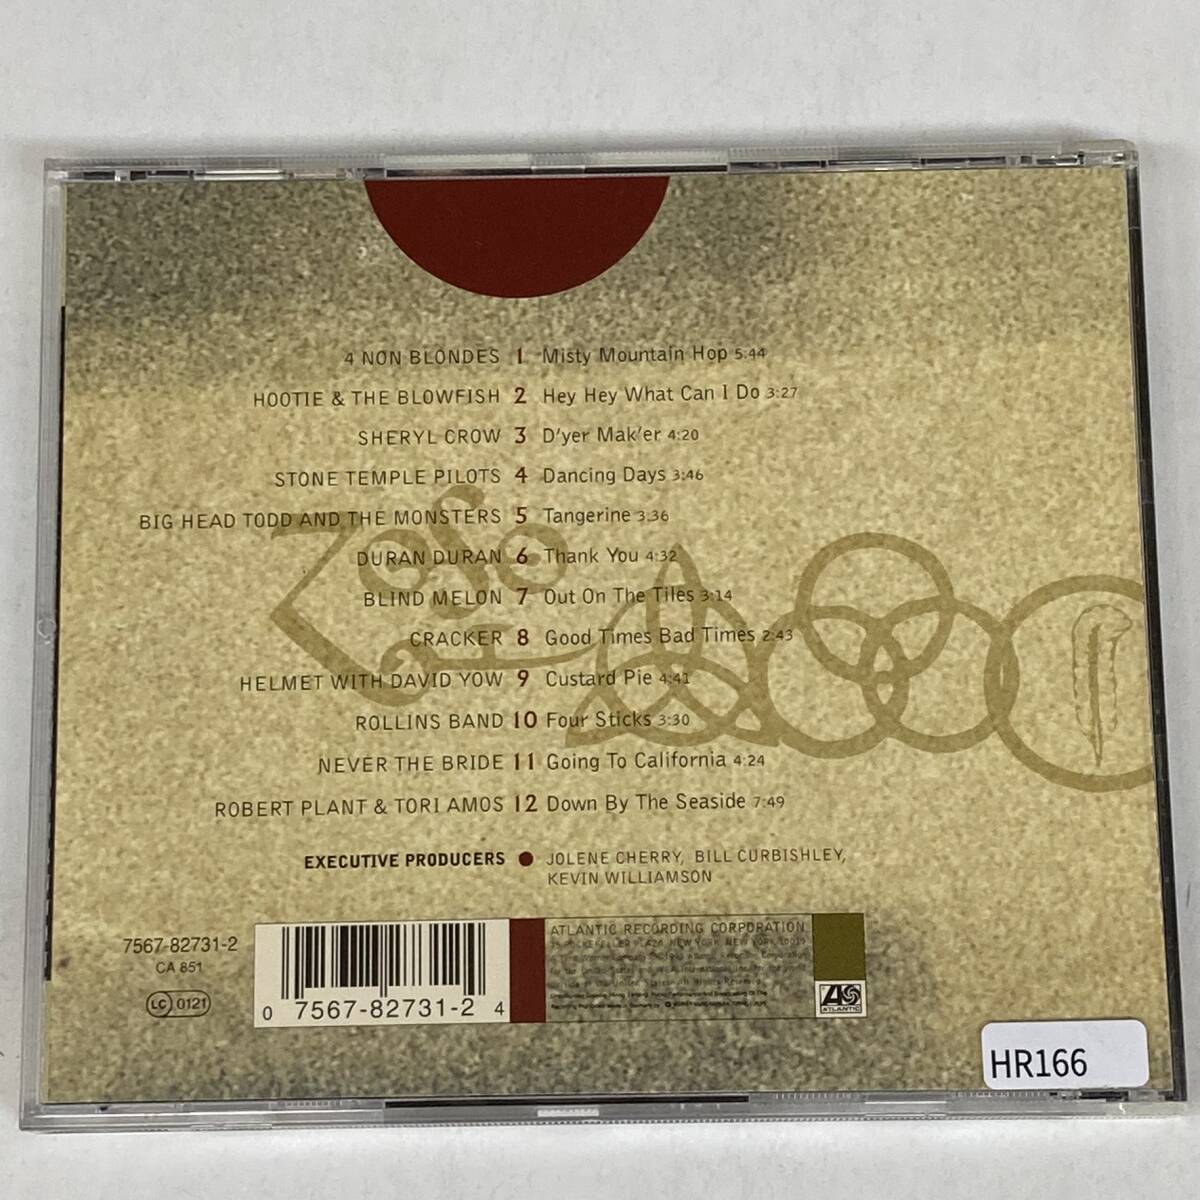 4 NON BLONDES 1 Misty Mountain Hop 5:44
HOOTIE & THE BLOWFISH 2 Hey Hey What Can I Do 3:27
SHERYL CROW 3 D'yer Mak'er 4:20
STONE TEMPLE PILOTS 4 Dancing Days 3:46
BIG HEAD TODD AND THE MONSTERS 5 Tangerine 3:36
DURAN DURAN 6 Thank You 4:32
BLIND MELON 7 Out On The Tiles 3:14
CRACKER 8 Good Times Bad Times 2:43
HELMET WITH DAVID YOW 9 Custard Pie 4:41
ROLLINS BAND 10 Four Sticks 3:30
NEVER THE BRIDE 11 Going To California 4:24
ROBERT PLANT & TORI AMOS 12 Down By The Seaside 7:49
EXECUTIVE PRODUCERS ● JOLENE CHERRY, BILL CURBISHLEY,
KEVIN WILLIAMSON
7567-82731-2
CA 851
LC 0121
0 7567-82731-2 4
ATLANTIC RECORDING CORPORATION
ATLANTIC
HR166